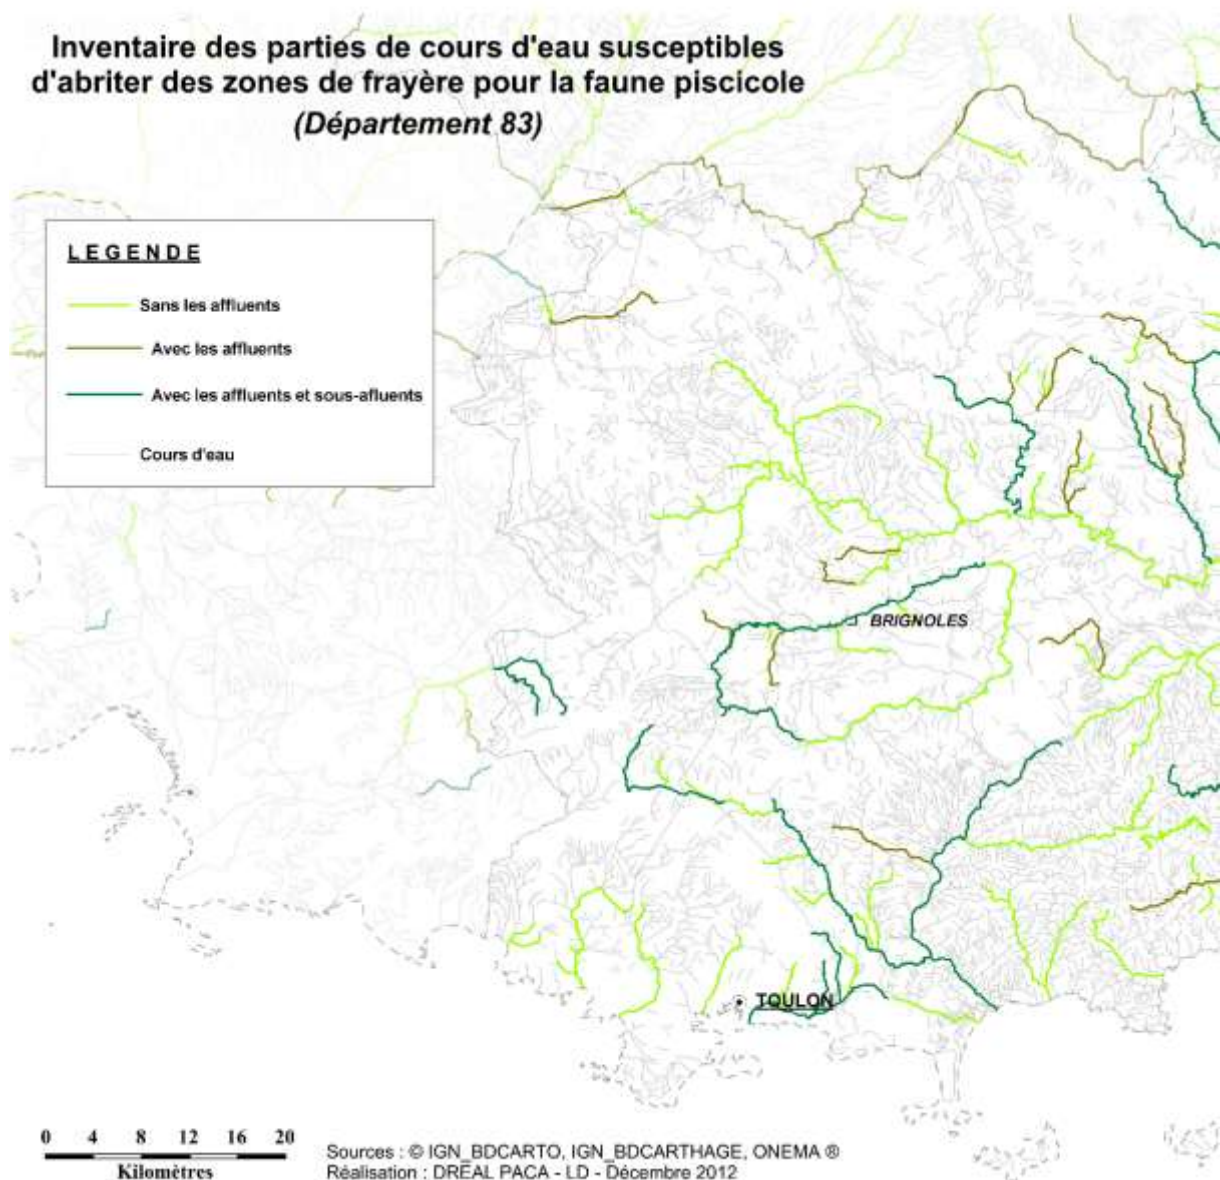 Inventaire des parties de cours d'eau susceptibles
d'abriter des zones de frayère pour la faune piscicole
(Département 83)
LEGENDE
Sans les affluents
Avec les affluents
Avec les affluents et sous-afluents
Cours d'eau
BRIGNOLES
TOULON
0 4 8 12 16 20
Kilomètres
Sources : © IGN_BDCARTO, IGN_BDCARTHAGE, ONEMA ®
Réalisation : DREAL PACA - LD - Décembre 2012